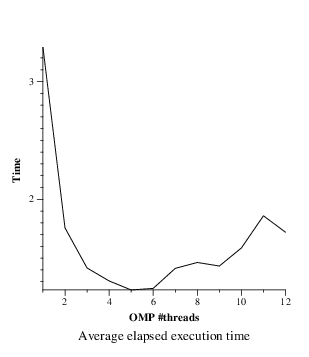 3
Time
2
2 4 6 8 10 12
OMP #threads
Average elapsed execution time